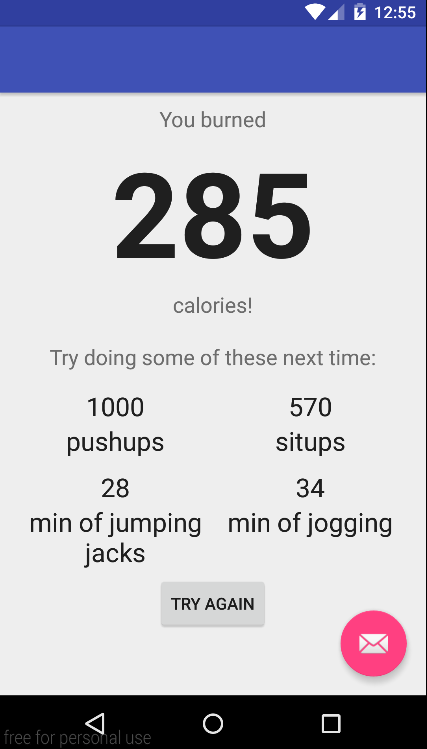 12:55
You burned
285
calories!
Try doing some of these next time:
1000
pushups
570
situps
28
min of jumping
jacks
34
min of jogging
TRY AGAIN
free for personal use